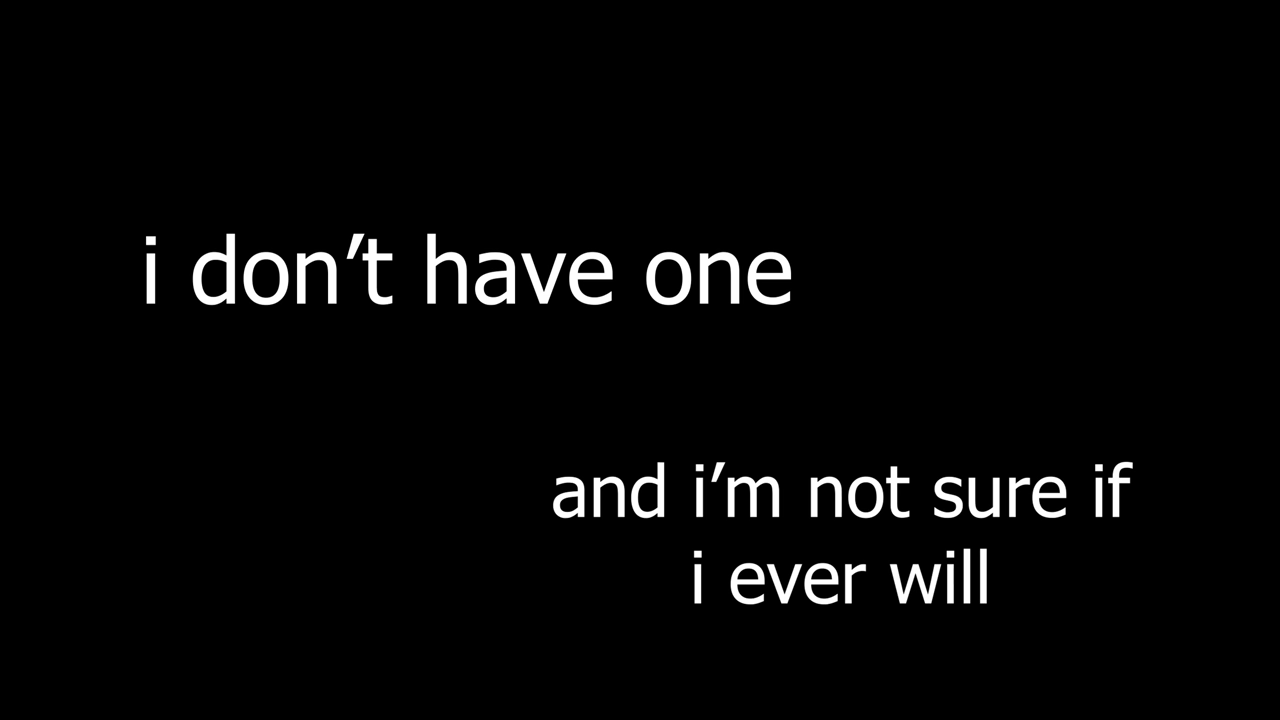 i don’t have one
and i’m not sure if
i ever will